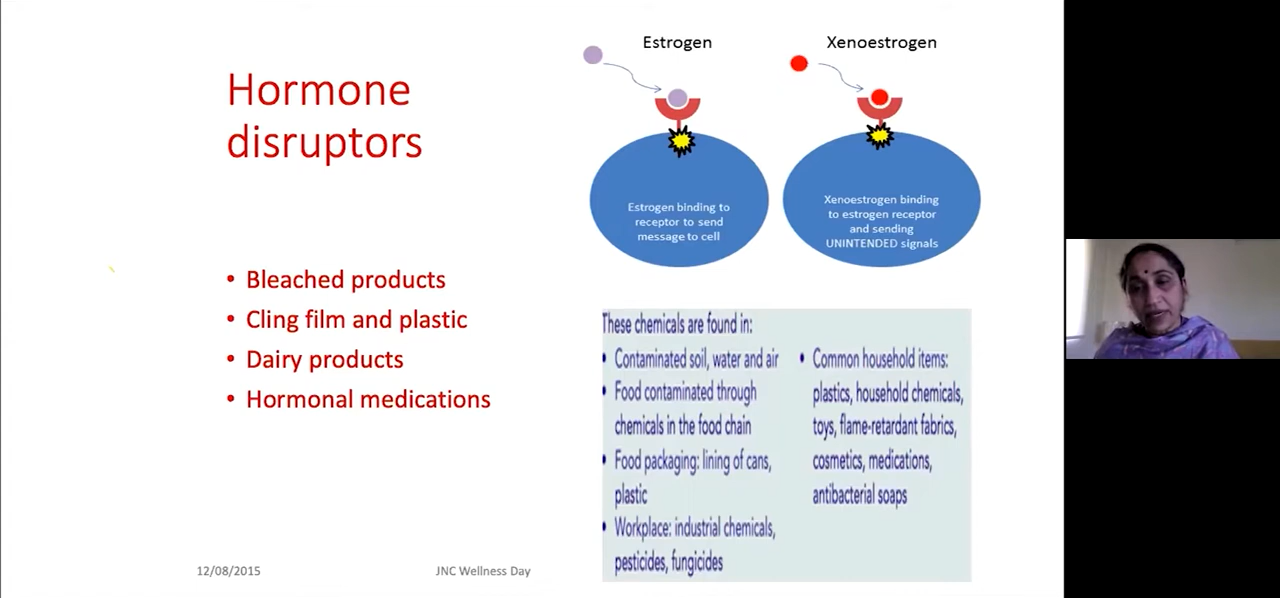 Hormone
disruptors
• Bleached products
• Cling film and plastic
• Dairy products
• Hormonal medications
Estrogen
Xenoestrogen
Estrogen binding to
receptor to send
message to cell
Xenoestrogen binding
to estrogen receptor
and sending
UNINTENDED signals
These chemicals are found in:
• Contaminated soil, water and air
• Food contaminated through
chemicals in the food chain
• Food packaging: lining of cans,
plastic
• Workplace: industrial chemicals,
pesticides, fungicides
• Common household items:
plastics, household chemicals,
toys, flame-retardant fabrics,
cosmetics, medications,
antibacterial soaps
12/08/2015
JNC Wellness Day